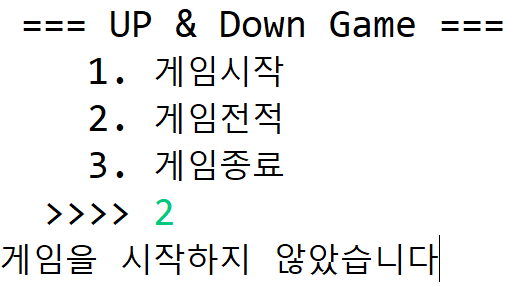 === UP & Down Game ===
1. 게임시작
2. 게임전적
3. 게임종료
>>>> 2
게임을 시작하지 않았습니다